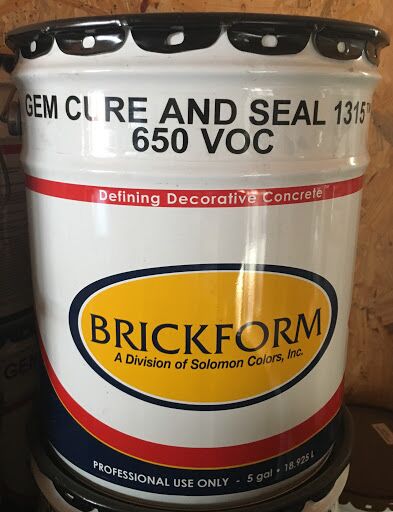 GEM CURE AND SEAL 1315™
650 VOC
Defining Decorative Concrete™
BRICKFORM
A Division of Solomon Colors, Inc.
PROFESSIONAL USE ONLY - 5 gal • 18.925 L